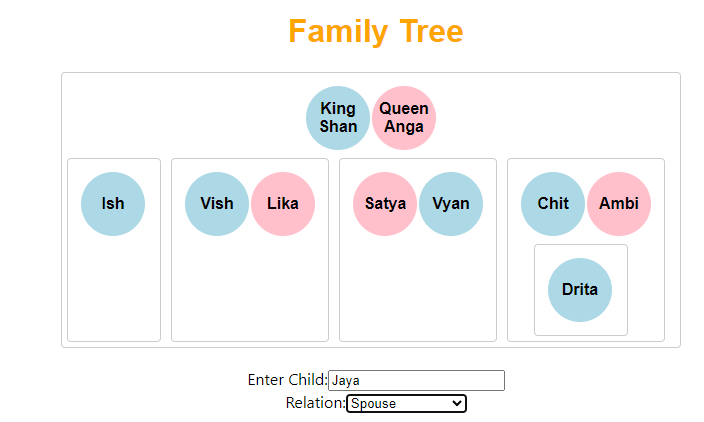 Family Tree
King Shan
Queen Anga
Ish
Vish
Lika
Satya
Vyan
Chit
Ambi
Drita
Enter Child: Jaya
Relation: Spouse